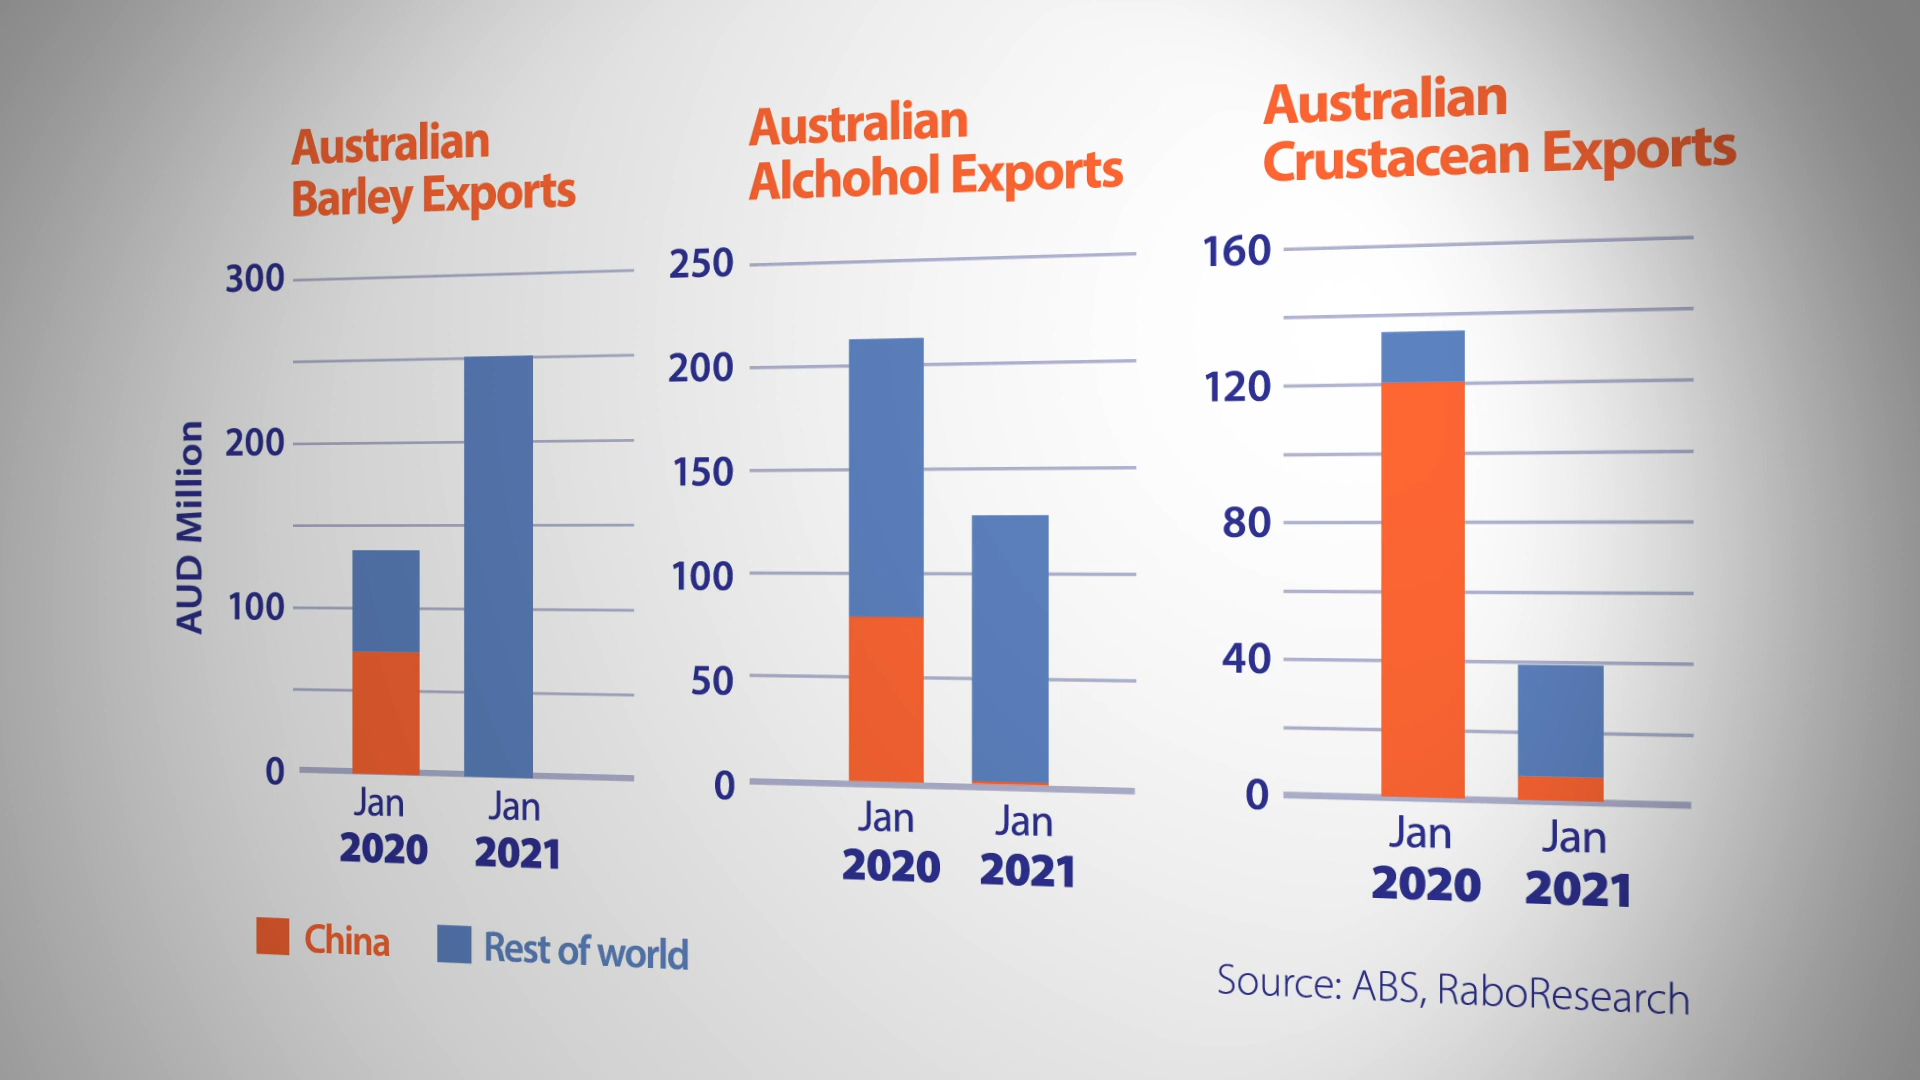 Australian
Barley Exports
300
200
100
0
AUD Million
Jan
2020
Jan
2021
Australian
Alchohol Exports
250
200
150
100
50
0
Jan
2020
Jan
2021
Australian
Crustacean Exports
160
120
80
40
0
Jan
2020
Jan
2021
China
Rest of world
Source: ABS, RaboResearch